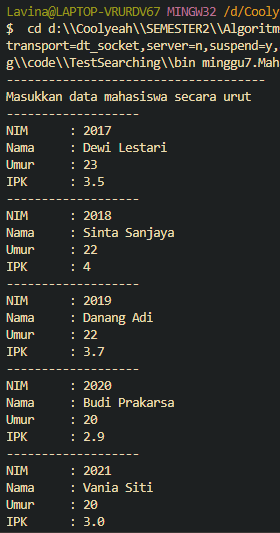 Lavina@LAPTOP-VRURDV67 MINGW32 /d/Cooly
$  cd d:\\Coolyeah\\SEMESTER2\\Algoritm
transport=dt_socket,server=n,suspend=y,
g\\code\\TestSearching\\bin minggu7.Mah
---------------------------------
Masukkan data mahasiswa secara urut
-------------------
NIM      : 2017
Nama     : Dewi Lestari
Umur     : 23
IPK      : 3.5
-------------------
NIM      : 2018
Nama     : Sinta Sanjaya
Umur     : 22
IPK      : 4
-------------------
NIM      : 2019
Nama     : Danang Adi
Umur     : 22
IPK      : 3.7
-------------------
NIM      : 2020
Nama     : Budi Prakarsa
Umur     : 20
IPK      : 2.9
-------------------
NIM      : 2021
Nama     : Vania Siti
Umur     : 20
IPK      : 3.0